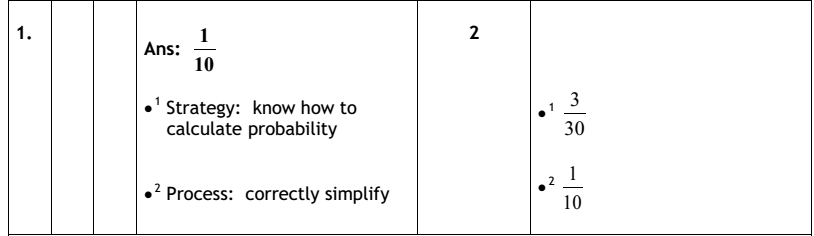 1.
Ans: 1/10
2
•¹ Strategy: know how to
calculate probability
•¹ 3/30
•² Process: correctly simplify
•² 1/10